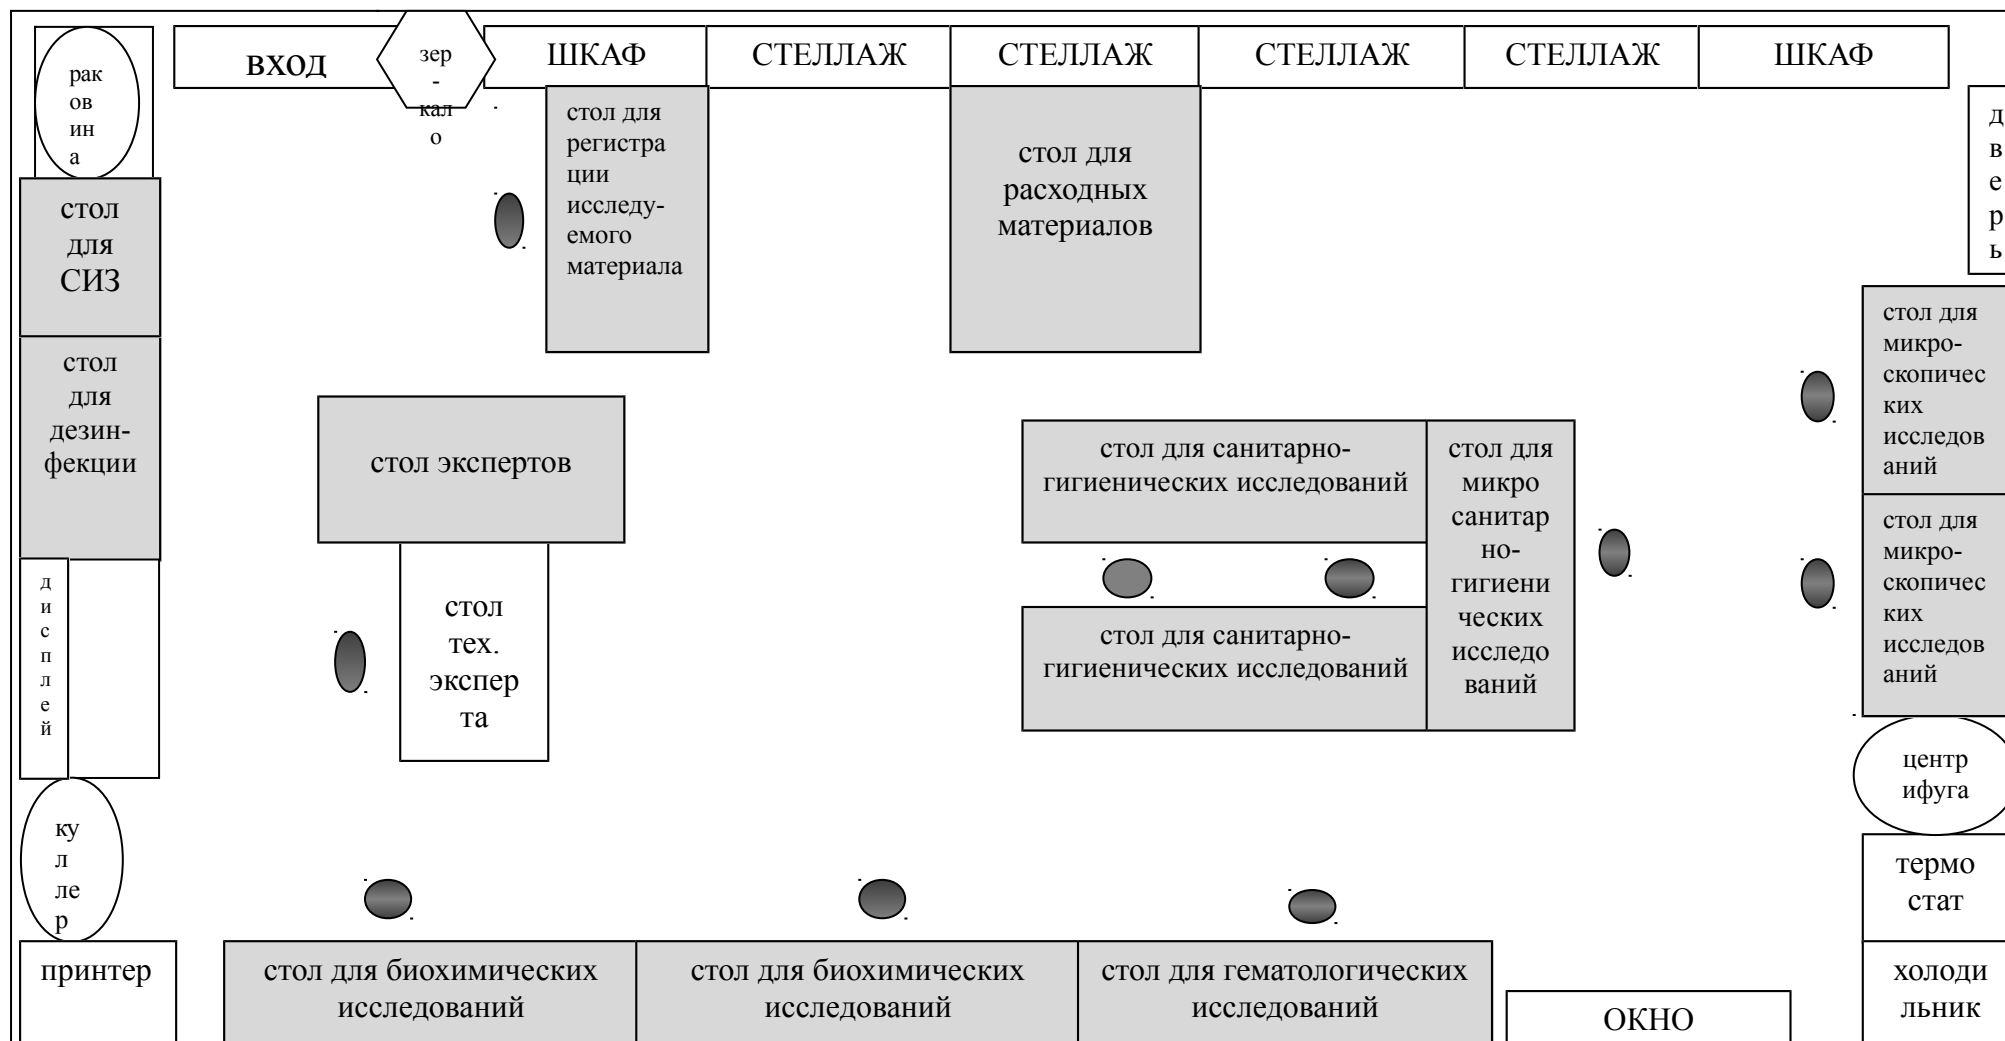 рак
ов
ин
а
ВХОД
зер
-
кал
о
ШКАФ
СТЕЛЛАЖ
СТЕЛЛАЖ
СТЕЛЛАЖ
СТЕЛЛАЖ
ШКАФ
д
в
е
р
ь
стол
для
СИЗ
стол для
регистра
ции
исследу-
емого
материала
стол для
расходных
материалов
стол
для
дезин-
фекции
стол экспертов
стол
тех.
экспер
та
стол для санитарно-
гигиенических исследований
стол для санитарно-
гигиенических исследований
стол для
микро
санитар
но-
гигиени
ческих
исследо
ваний
стол для
микро-
скопичес
ких
исследов
аний
стол для
микро-
скопичес
ких
исследов
аний
д
и
с
п
л
е
й
ку
л
ле
р
центр
ифуга
термо
стат
принтер
стол для биохимических
исследований
стол для биохимических
исследований
стол для гематологических
исследований
ОКНО
холоди
льник